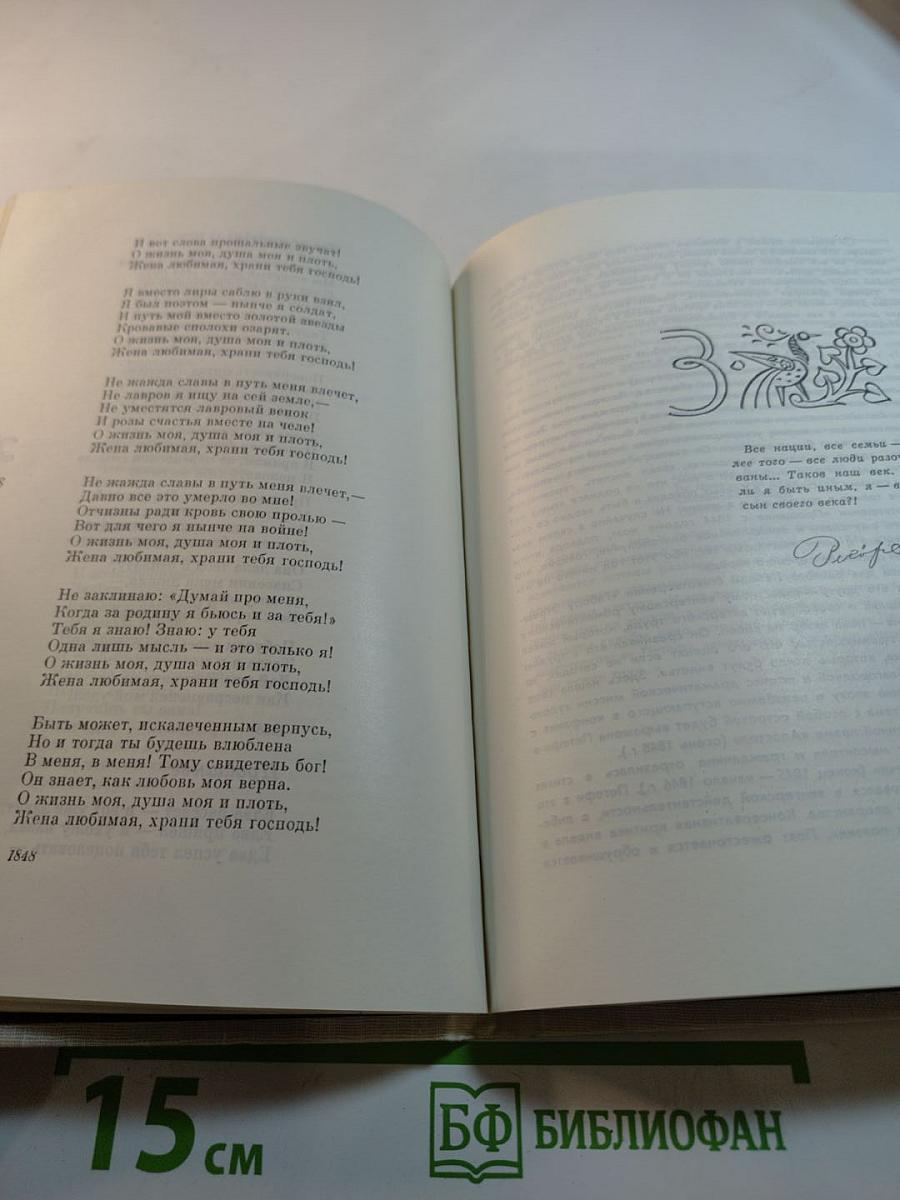 И вот слова прощальные звучат!
О жизнь моя, душа моя и плоть,
Жена любимая, храни тебя господь!
Я вместо лиры саблю в руки взял,
Я был поэтом — нынче я солдат,
И путь мой вместо золотой звезды
Кровавые сполохи озарят.
О жизнь моя, душа моя и плоть,
Жена любимая, храни тебя господь!
Не жажда славы в путь меня влечет,
Не лавров я ищу на сей земле,—
Не уместятся лавровый венок
И розы счастья вместе на челе!
О жизнь моя, душа моя и плоть,
Жена любимая, храни тебя господь!
Не жажда славы в путь меня влечет,—
Давно все это умерло во мне!
Отчизны ради кровь свою пролью —
Вот для чего я нынче на войне!
О жизнь моя, душа моя и плоть,
Жена любимая, храни тебя господь!
Не заклинаю: «Думай про меня,
Когда за родину я бьюсь и за тебя!»
Тебя я знаю! Знаю: у тебя
Одна лишь мысль — и это только я!
О жизнь моя, душа моя и плоть,
Жена любимая, храни тебя господь!
Быть может, искалеченным вернусь,
Но и тогда ты будешь влюблена
В меня, в меня! Тому свидетель бог!
Он знает, как любовь моя верна.
О жизнь моя, душа моя и плоть,
Жена любимая, храни тебя господь!
1848
3
Все нации, все семьи —
лее того — все люди разоч
ваны... Таков наш век.
ли я быть иным, я — в
сын своего века?!
15 см
БФ БИБЛИОФАН